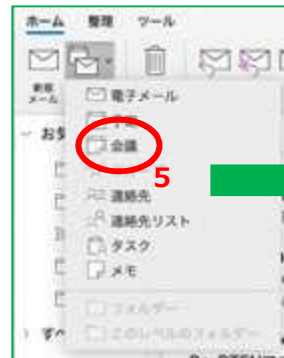 ホーム 整理 ツール
新規
メール
電子メール
予定
会議
5
連絡先
連絡先リスト
タスク
メモ
フォルダー
このレベルのフォルダー